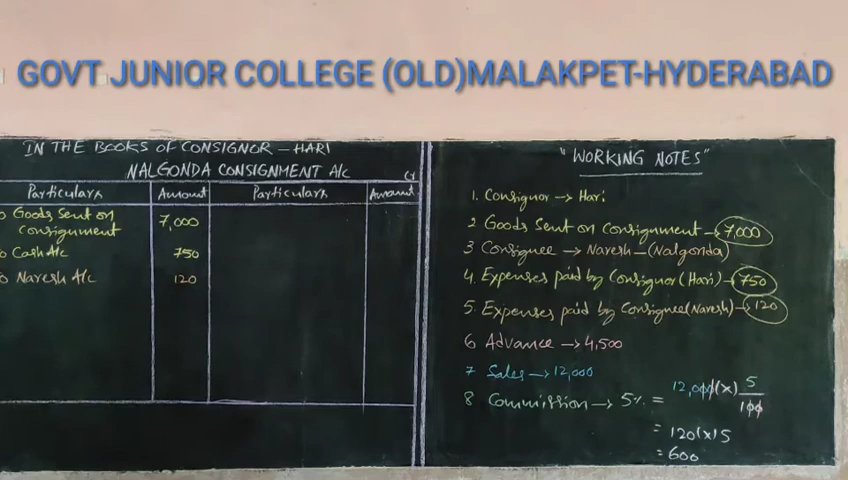 GOVT JUNIOR COLLEGE (OLD)MALAKPET-HYDERABAD
IN THE BOOKS OF CONSIGNOR - HARI
NALGONDA CONSIGNMENT A/c
Cr
Particulars Amount Particulars Amount
o Goods Sent on
consignment 7,000
o Cash A/c 750
o Naresh A/c 120
"WORKING NOTES"
1. Consignor → Hari
2 Goods Sent on Consignment → 7,000
3 Consignee → Naresh - (Nalgonda)
4. Expenses paid by Consignor (Hari) → 750
5. Expenses paid by Consignee (Naresh) → 120
6 Advance → 4,500
7 Sales → 12,000
8 Commission → 5% = 12,000 (x) 5/100
= 120 (x) 5
= 600